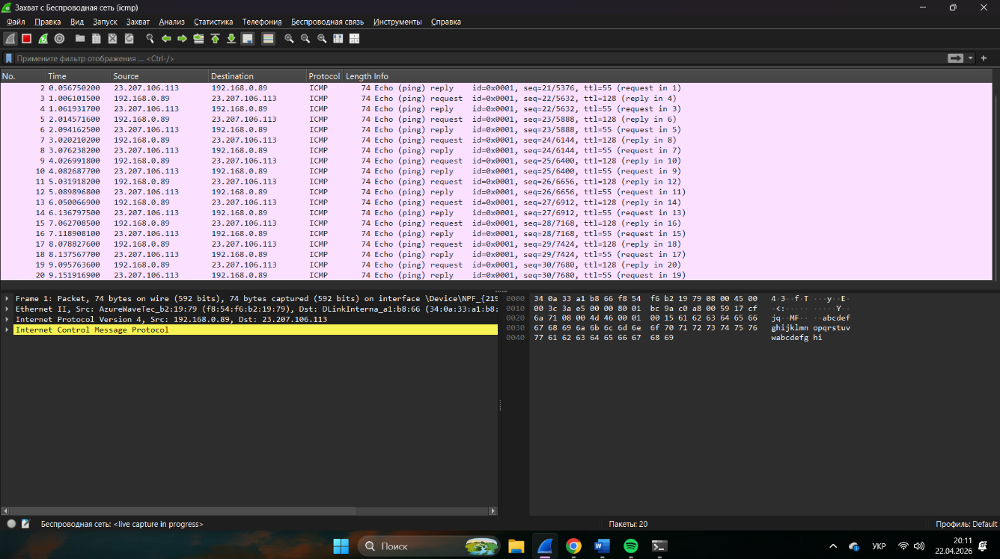 Захват с Беспроводная сеть (icmp)
Файл Правка Вид Запуск Захват Анализ Статистика Телефония Беспроводная связь Инструменты Справка
Примените фильтр отображения ... <Ctrl-/>
No. Time Source Destination Protocol Length Info
2 0.056750200 23.207.106.113 192.168.0.89 ICMP 74 Echo (ping) reply id=0x0001, seq=21/5376, ttl=55 (request in 1)
3 1.006101500 192.168.0.89 23.207.106.113 ICMP 74 Echo (ping) request id=0x0001, seq=22/5632, ttl=128 (reply in 4)
4 1.061931700 23.207.106.113 192.168.0.89 ICMP 74 Echo (ping) reply id=0x0001, seq=22/5632, ttl=55 (request in 3)
5 2.014571600 192.168.0.89 23.207.106.113 ICMP 74 Echo (ping) request id=0x0001, seq=23/5888, ttl=128 (reply in 6)
6 2.094162500 23.207.106.113 192.168.0.89 ICMP 74 Echo (ping) reply id=0x0001, seq=23/5888, ttl=55 (request in 5)
7 3.020210200 192.168.0.89 23.207.106.113 ICMP 74 Echo (ping) request id=0x0001, seq=24/6144, ttl=128 (reply in 8)
8 3.076238200 23.207.106.113 192.168.0.89 ICMP 74 Echo (ping) reply id=0x0001, seq=24/6144, ttl=55 (request in 7)
9 4.026991800 192.168.0.89 23.207.106.113 ICMP 74 Echo (ping) request id=0x0001, seq=25/6400, ttl=128 (reply in 10)
10 4.082687700 23.207.106.113 192.168.0.89 ICMP 74 Echo (ping) reply id=0x0001, seq=25/6400, ttl=55 (request in 9)
11 5.031918200 192.168.0.89 23.207.106.113 ICMP 74 Echo (ping) request id=0x0001, seq=26/6656, ttl=128 (reply in 12)
12 5.089896800 23.207.106.113 192.168.0.89 ICMP 74 Echo (ping) reply id=0x0001, seq=26/6656, ttl=55 (request in 11)
13 6.050066900 192.168.0.89 23.207.106.113 ICMP 74 Echo (ping) request id=0x0001, seq=27/6912, ttl=128 (reply in 14)
14 6.136797500 23.207.106.113 192.168.0.89 ICMP 74 Echo (ping) reply id=0x0001, seq=27/6912, ttl=55 (request in 13)
15 7.062708500 192.168.0.89 23.207.106.113 ICMP 74 Echo (ping) request id=0x0001, seq=28/7168, ttl=128 (reply in 16)
16 7.118908100 23.207.106.113 192.168.0.89 ICMP 74 Echo (ping) reply id=0x0001, seq=28/7168, ttl=55 (request in 15)
17 8.078827600 192.168.0.89 23.207.106.113 ICMP 74 Echo (ping) request id=0x0001, seq=29/7424, ttl=128 (reply in 18)
18 8.137567700 23.207.106.113 192.168.0.89 ICMP 74 Echo (ping) reply id=0x0001, seq=29/7424, ttl=55 (request in 17)
19 9.095763600 192.168.0.89 23.207.106.113 ICMP 74 Echo (ping) request id=0x0001, seq=30/7680, ttl=128 (reply in 20)
20 9.151916900 23.207.106.113 192.168.0.89 ICMP 74 Echo (ping) reply id=0x0001, seq=30/7680, ttl=55 (request in 19)
Frame 1: Packet, 74 bytes on wire (592 bits), 74 bytes captured (592 bits) on interface \Device\NPF_{219
Ethernet II, Src: AzureWaveTec_b2:19:79 (f8:54:f6:b2:19:79), Dst: DLinkInterna_a1:b8:66 (34:0a:33:a1:b8:
Internet Protocol Version 4, Src: 192.168.0.89, Dst: 23.207.106.113
Internet Control Message Protocol
0000 34 0a 33 a1 b8 66 f8 54 f6 b2 19 79 08 00 45 00 4·3··f·T ···y··E·
0010 00 3c 3a e5 00 00 80 01 bc 9a c0 a8 00 59 17 cf ·<:····· ·····Y··
0020 6a 71 08 00 4d 46 00 01 00 15 61 62 63 64 65 66 jq··MF·· ··abcdef
0030 67 68 69 6a 6b 6c 6d 6e 6f 70 71 72 73 74 75 76 ghijklmn opqrstuv
0040 77 61 62 63 64 65 66 67 68 69 wabcdefg hi
Беспроводная сеть: <live capture in progress>
Пакеты: 20
Профиль: Default
Поиск
УКР
20:11
22.04.2026